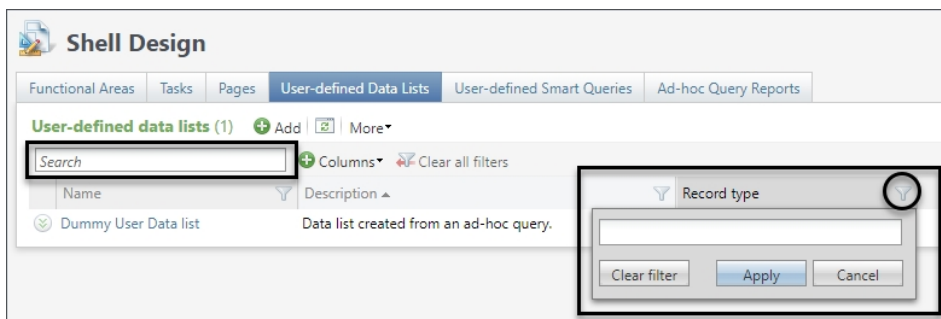 Shell Design
Functional Areas Tasks Pages User-defined Data Lists User-defined Smart Queries Ad-hoc Query Reports
User-defined data lists (1) Add More
Search Columns Clear all filters
Name Description Record type
Dummy User Data list Data list created from an ad-hoc query.
Clear filter Apply Cancel